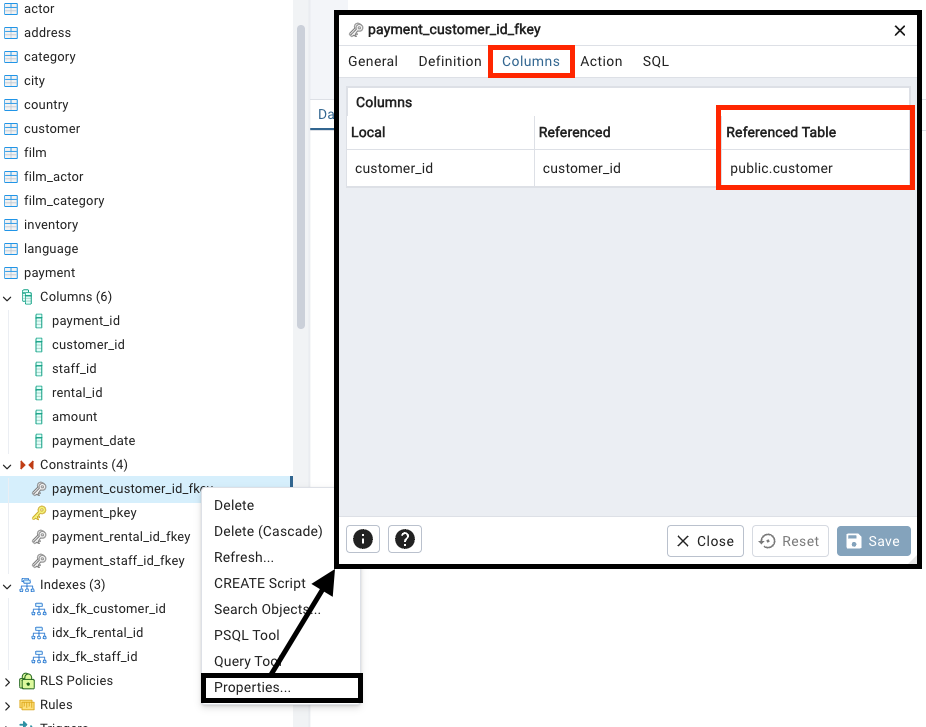 actor
address
category
city
country
customer
film
film_actor
film_category
inventory
language
payment
Columns (6)
payment_id
customer_id
staff_id
rental_id
amount
payment_date
Constraints (4)
payment_customer_id_fkey
payment_pkey
payment_rental_id_fkey
payment_staff_id_fkey
Indexes (3)
idx_fk_customer_id
idx_fk_rental_id
idx_fk_staff_id
RLS Policies
Rules
Triggers
Delete
Delete (Cascade)
Refresh...
CREATE Script
Search Objects...
PSQL Tool
Query Tool
Properties...
Da
payment_customer_id_fkey
General Definition Columns Action SQL
Columns
Local Referenced Referenced Table
customer_id customer_id public.customer
Close Reset Save